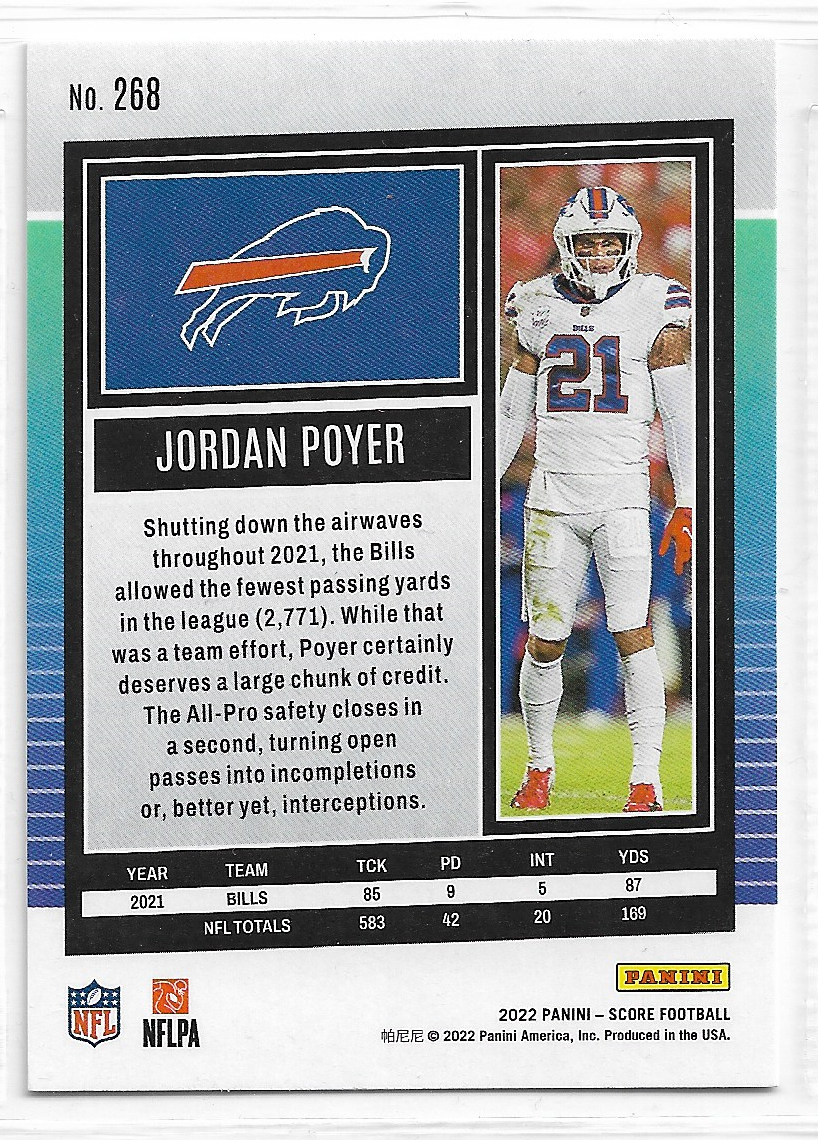 No. 268
BILLS
21
JORDAN POYER
Shutting down the airwaves
throughout 2021, the Bills
allowed the fewest passing yards
in the league (2,771). While that
was a team effort, Poyer certainly
deserves a large chunk of credit.
The All-Pro safety closes in
a second, turning open
passes into incompletions
or, better yet, interceptions.
YEAR TEAM TCK PD INT YDS
2021 BILLS 85 9 5 87
NFL TOTALS 583 42 20 169
PANINI
NFL
NFLPA
2022 PANINI – SCORE FOOTBALL
帕尼尼 © 2022 Panini America, Inc. Produced in the USA.